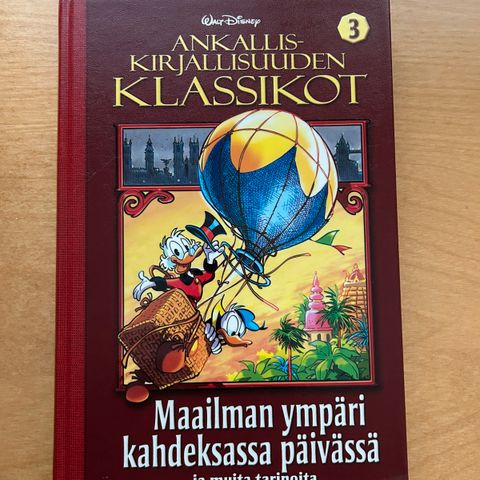 Walt Disney
3
ANKALLIS-
KIRJALLISUUDEN
KLASSIKOT
Maailman ympäri
kahdeksassa päivässä
ja muita tarinoita